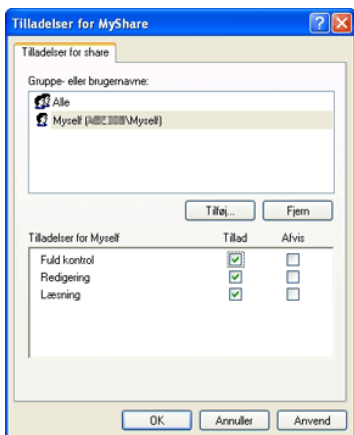 Tilladelser for MyShare
Tilladelser for share
Gruppe- eller brugernavne:
Alle
Myself (\Myself)
Tilføj...
Fjern
Tilladelser for Myself Tillad Afvis
Fuld kontrol
Redigering
Læsning
OK Annuller Anvend